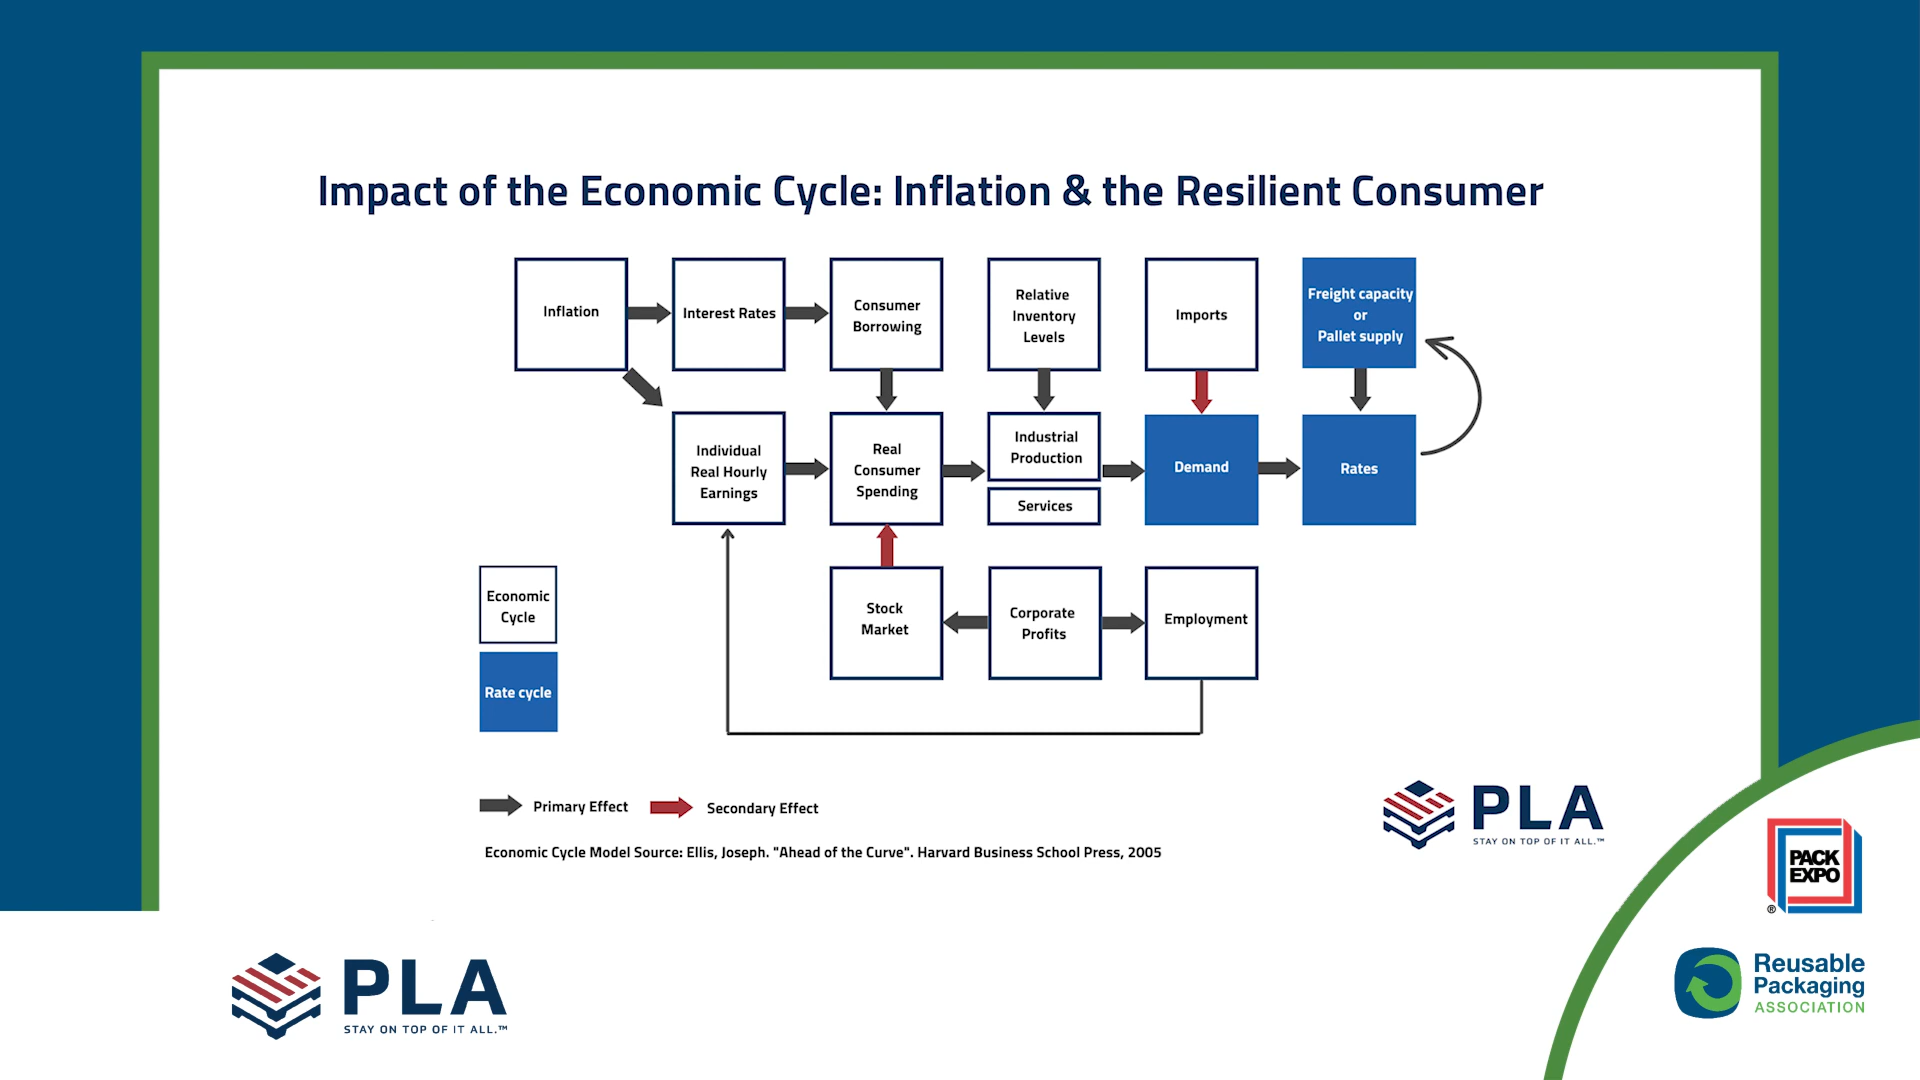 Impact of the Economic Cycle: Inflation & the Resilient Consumer
Inflation
Interest Rates
Consumer
Borrowing
Relative
Inventory
Levels
Imports
Freight capacity
or
Pallet supply
Individual
Real Hourly
Earnings
Real
Consumer
Spending
Industrial
Production
Services
Demand
Rates
Stock
Market
Corporate
Profits
Employment
Economic
Cycle
Rate cycle
Primary Effect
Secondary Effect
Economic Cycle Model Source: Ellis, Joseph. "Ahead of the Curve". Harvard Business School Press, 2005
PLA
STAY ON TOP OF IT ALL.™
PACK
EXPO
®
PLA
STAY ON TOP OF IT ALL.™
Reusable
Packaging
ASSOCIATION